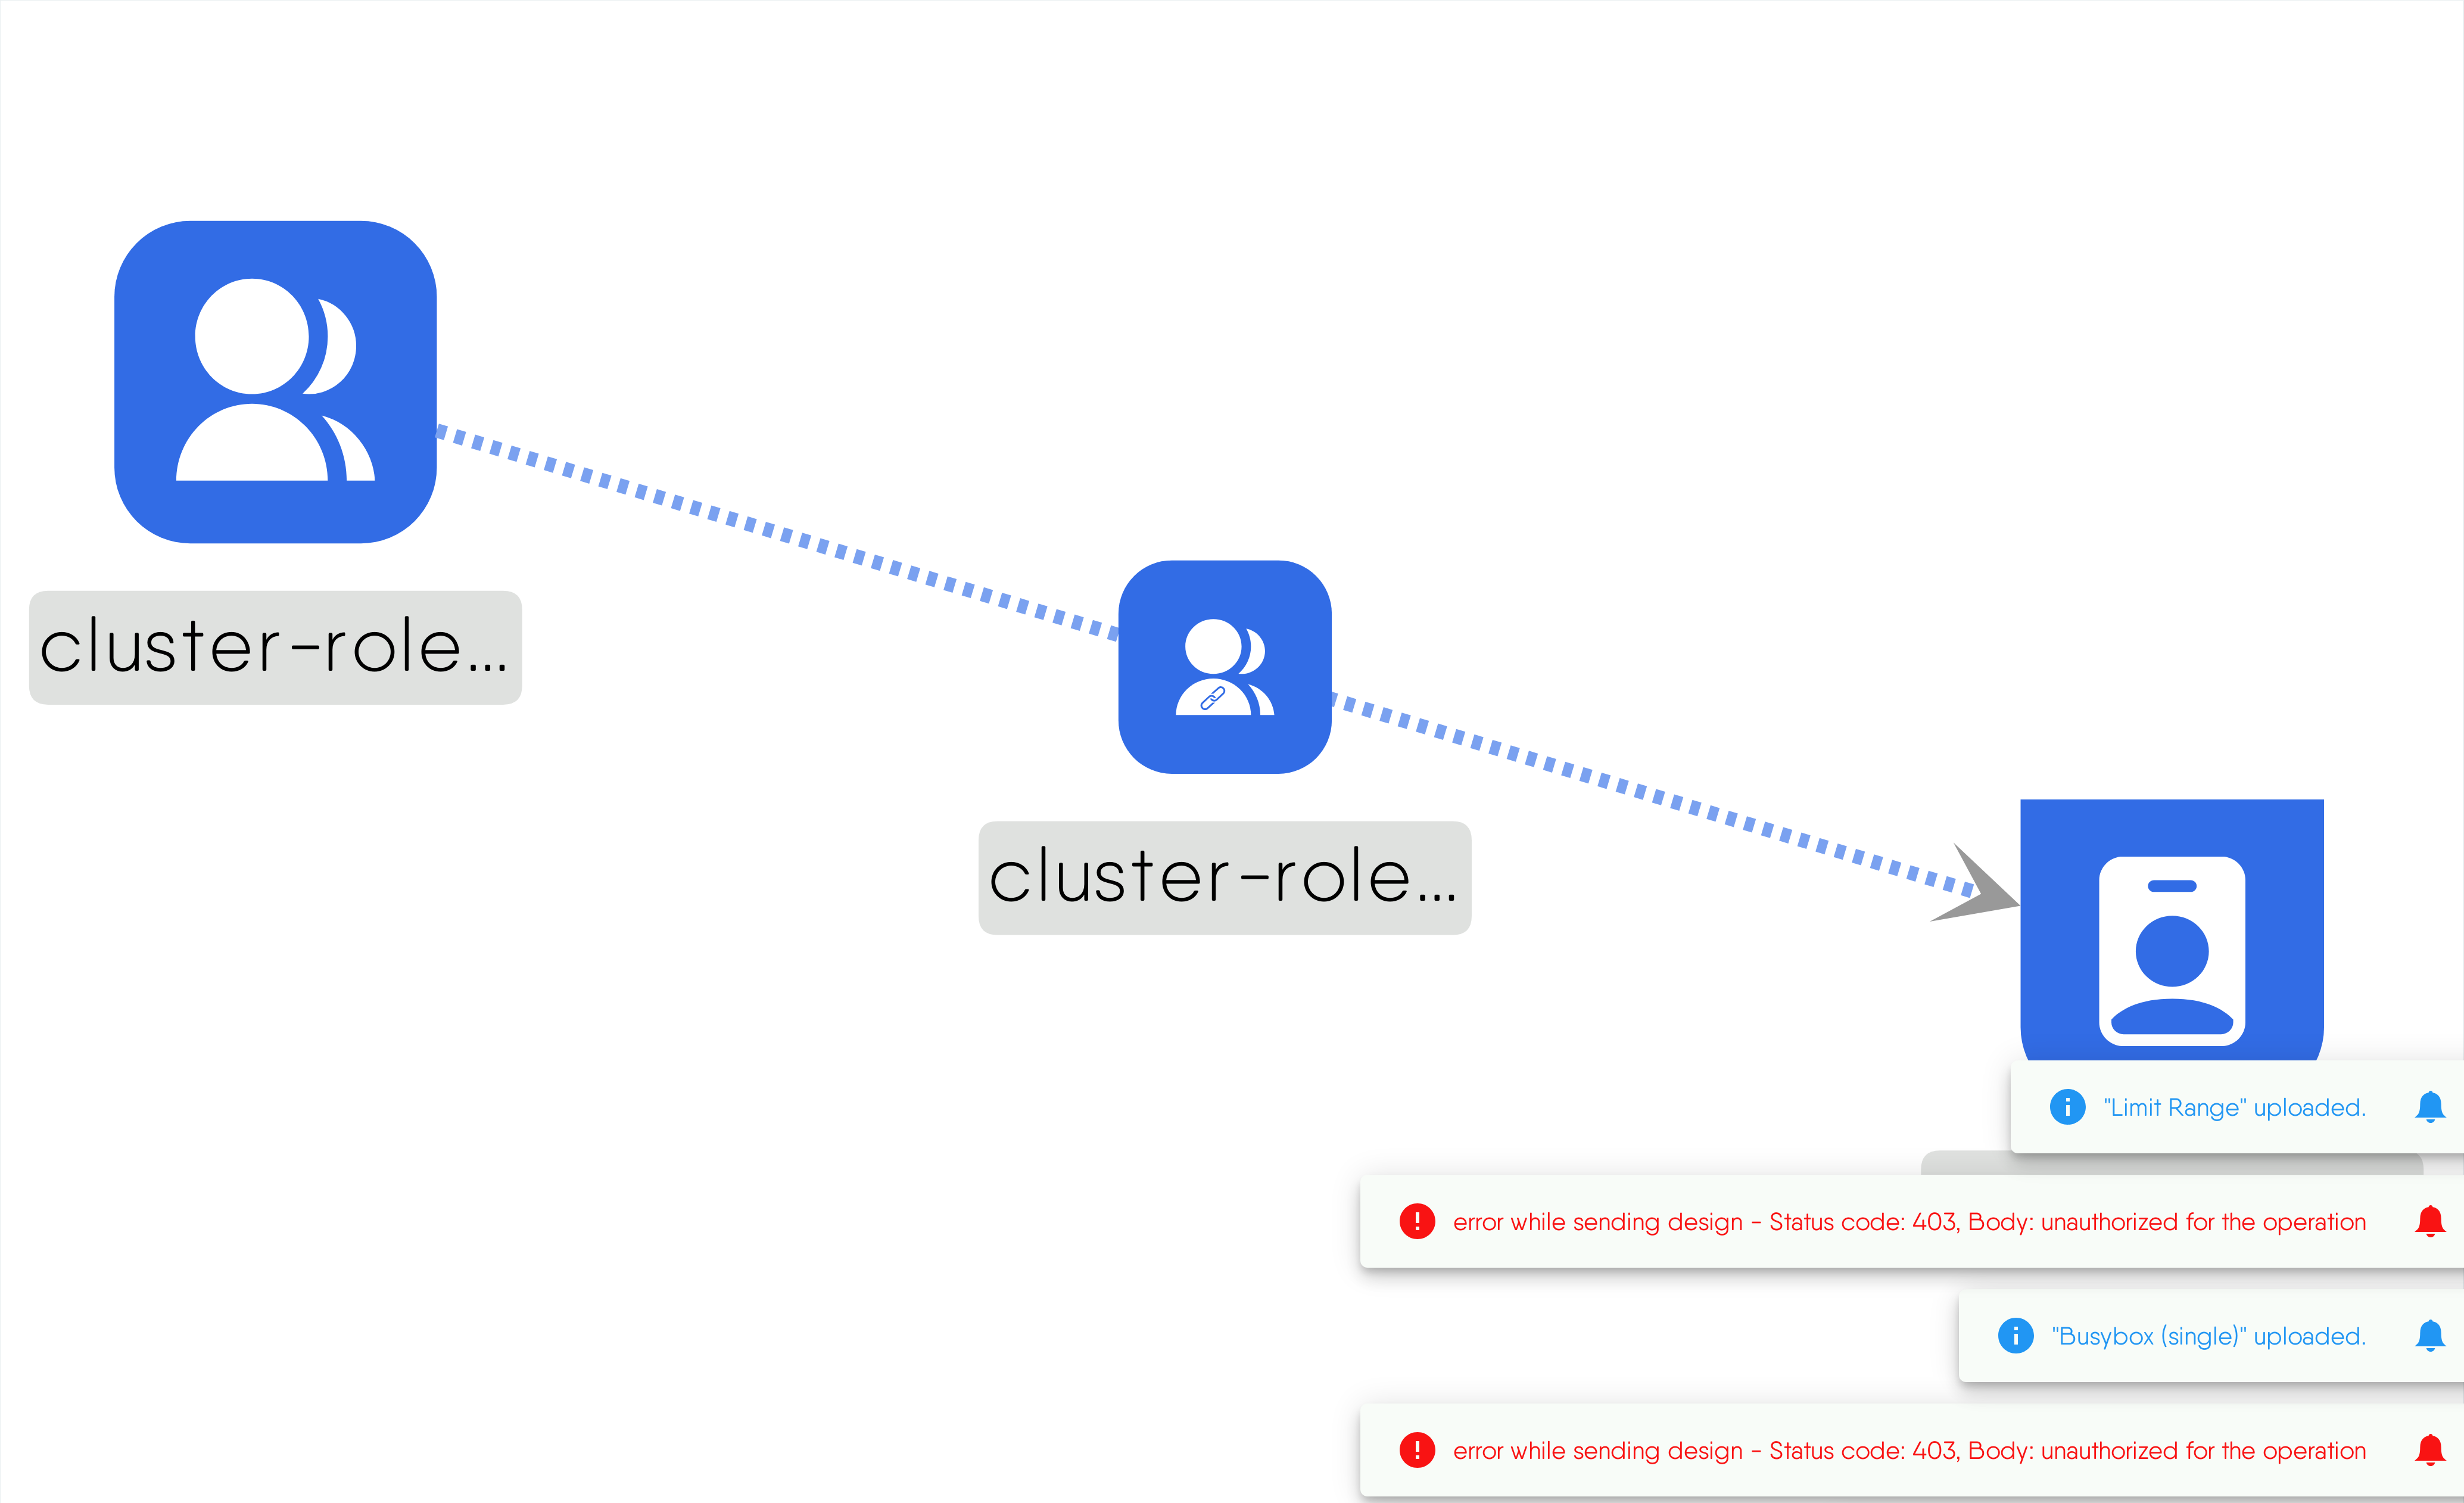 cluster-role...
cluster-role...
"Limit Range" uploaded.
error while sending design - Status code: 403, Body: unauthorized for the operation
"Busybox (single)" uploaded.
error while sending design - Status code: 403, Body: unauthorized for the operation